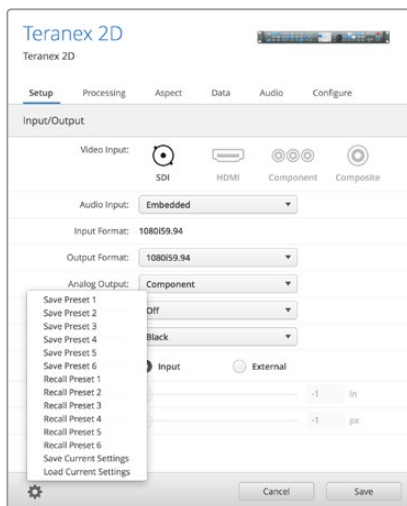 Teranex 2D
Teranex 2D
Setup Processing Aspect Data Audio Configure
Input/Output
Video Input:
SDI HDMI Component Composite
Audio Input: Embedded
Input Format: 1080i59.94
Output Format: 1080i59.94
Analog Output: Component
Off
Black
Input External
-1 in
-1 px
Save Preset 1
Save Preset 2
Save Preset 3
Save Preset 4
Save Preset 5
Save Preset 6
Recall Preset 1
Recall Preset 2
Recall Preset 3
Recall Preset 4
Recall Preset 5
Recall Preset 6
Save Current Settings
Load Current Settings
Cancel Save